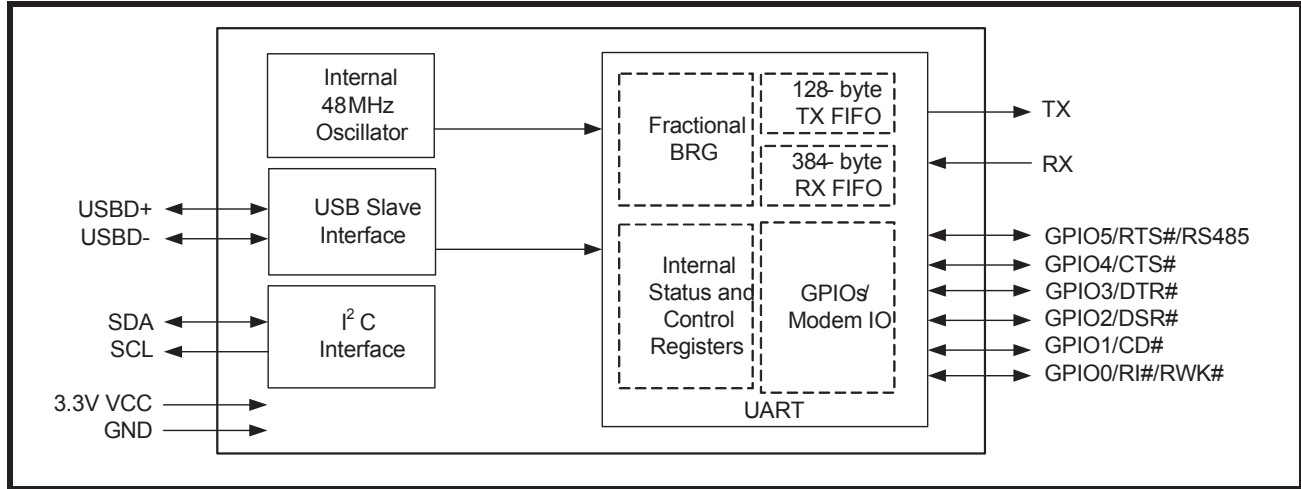 Internal
48MHz
Oscillator
USB Slave
Interface
I² C
Interface
USBD+
USBD-
SDA
SCL
3.3V VCC
GND
Fractional
BRG
128- byte
TX FIFO
384- byte
RX FIFO
Internal
Status and
Control
Registers
GPIOs/
Modem IO
UART
TX
RX
GPIO5/RTS#/RS485
GPIO4/CTS#
GPIO3/DTR#
GPIO2/DSR#
GPIO1/CD#
GPIO0/RI#/RWK#